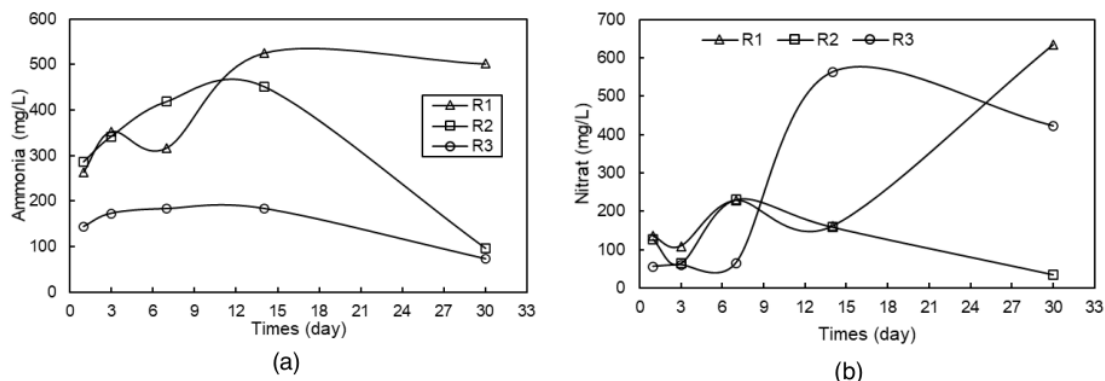 600
500
400
300
200
100
0
Ammonia (mg/L)
R1
R2
R3
0 3 6 9 12 15 18 21 24 27 30 33
Times (day)
(a)
700
600
500
400
300
200
100
0
Nitrat (mg/L)
R1 R2 R3
0 3 6 9 12 15 18 21 24 27 30 33
Times (day)
(b)